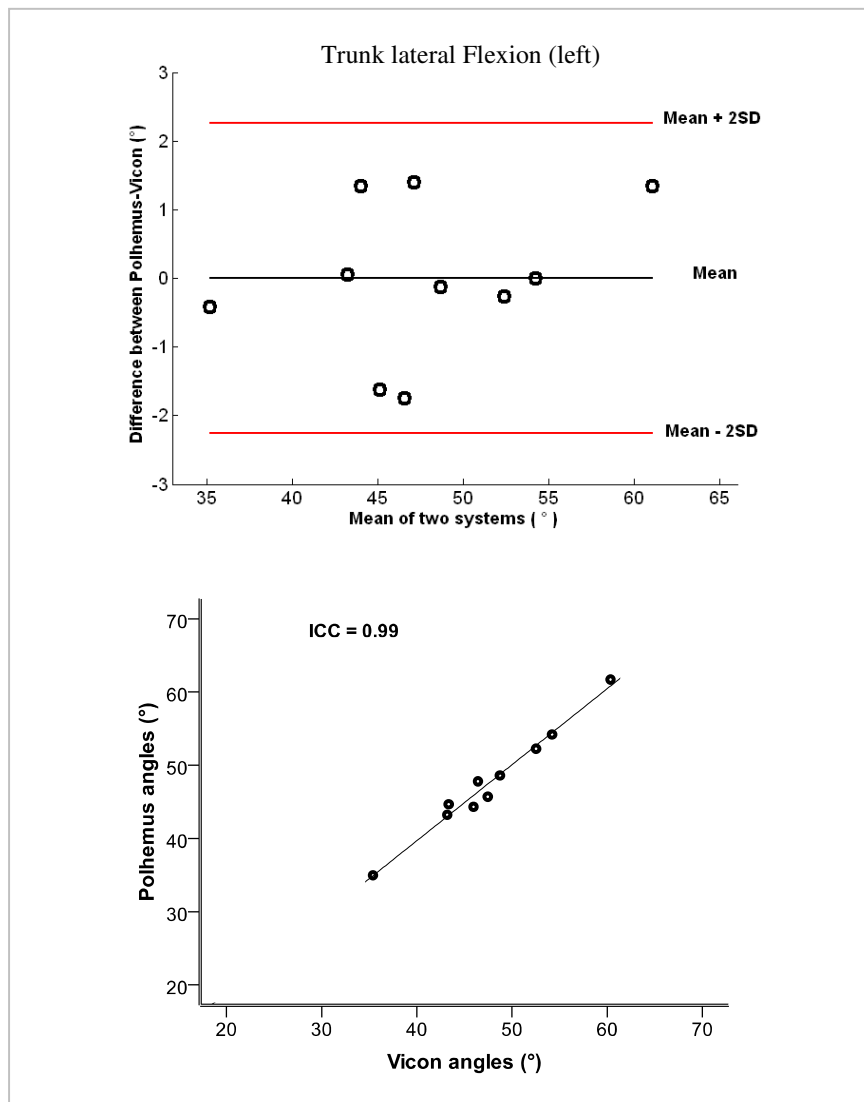 Trunk lateral Flexion (left)
3
Mean + 2SD
2
1
0
Mean
-1
-2
Mean - 2SD
-3
Difference between Polhemus-Vicon (°)
35 40 45 50 55 60 65
Mean of two systems ( ° )
70
ICC = 0.99
60
50
40
30
20
Polhemus angles (°)
20 30 40 50 60 70
Vicon angles (°)